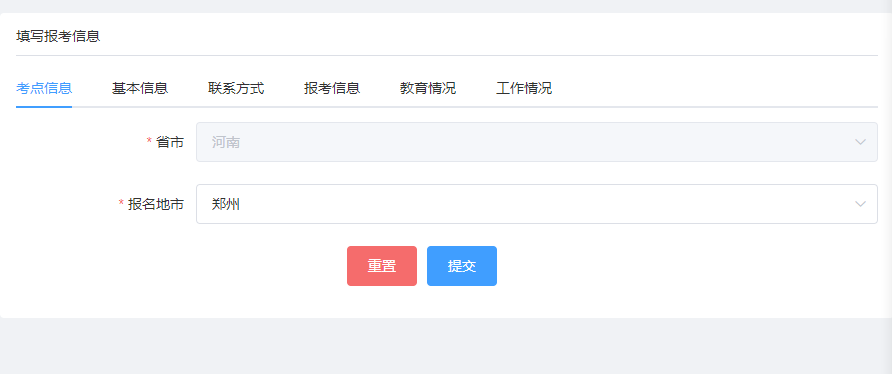 填写报考信息
考点信息 基本信息 联系方式 报考信息 教育情况 工作情况
* 省市 河南
* 报名地市 郑州
重置 提交